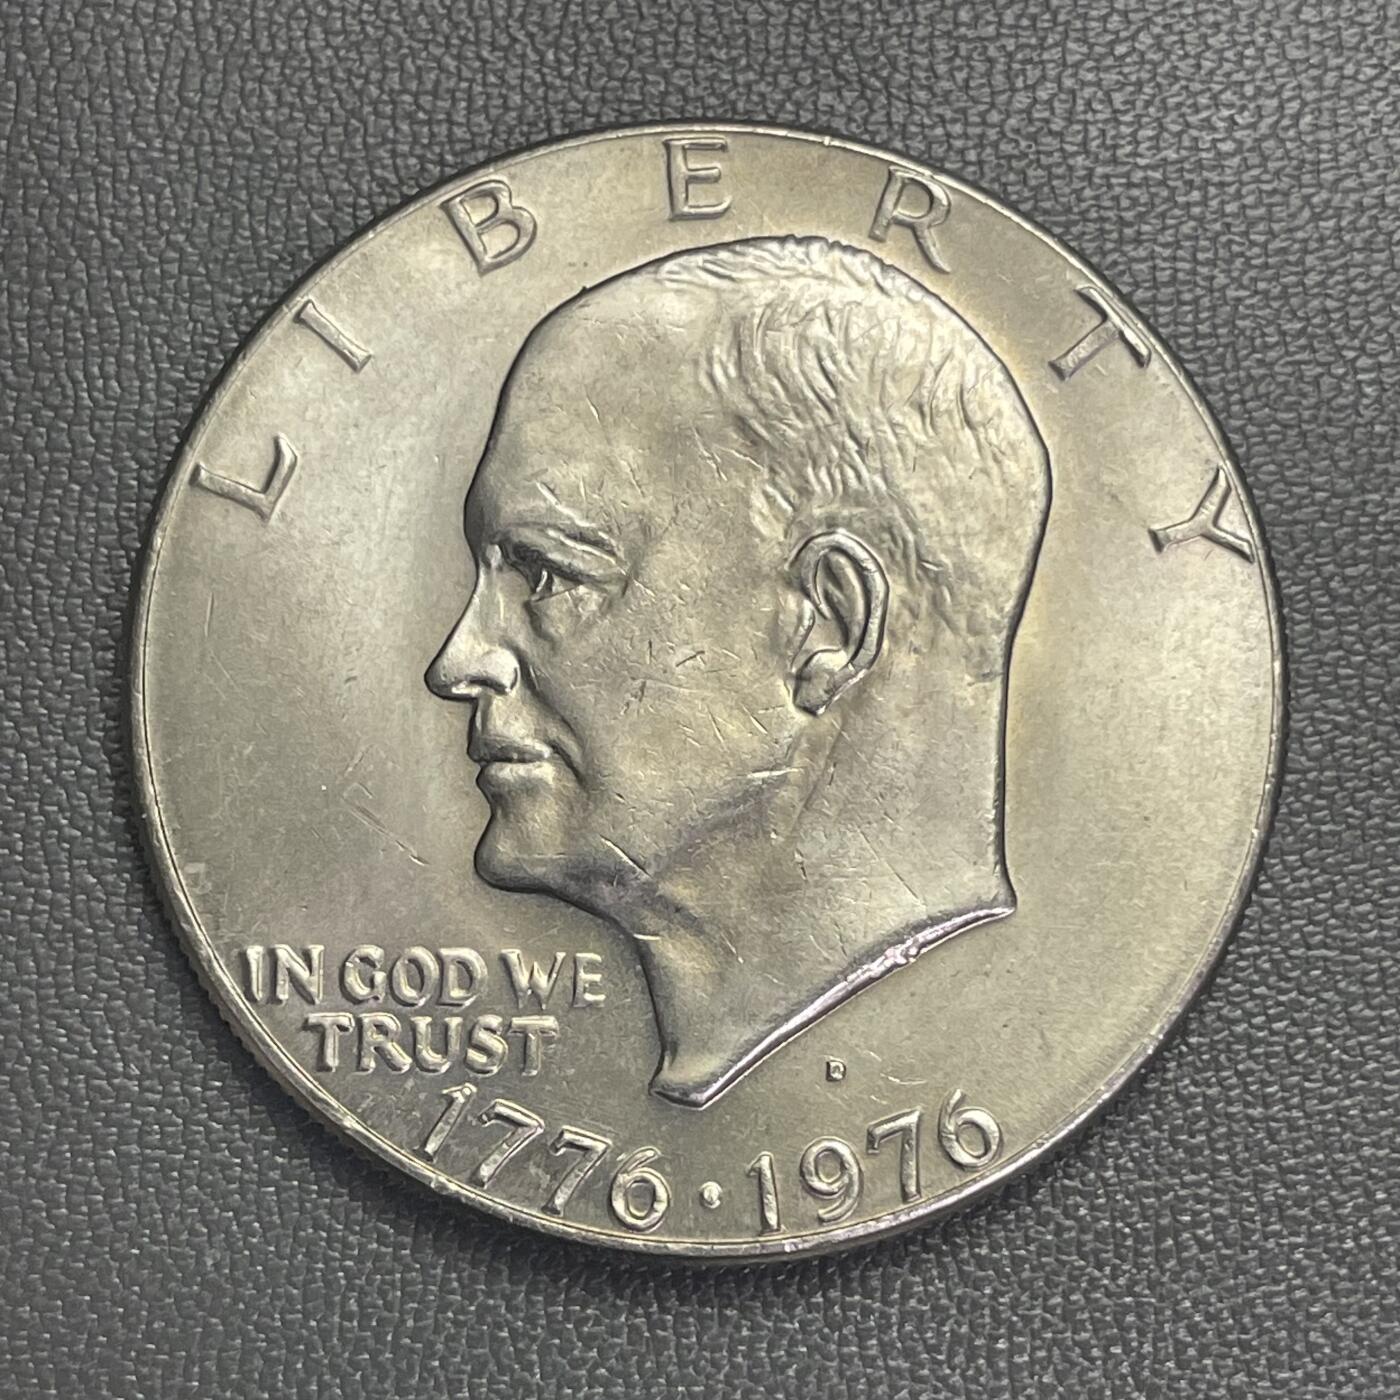 LIBERTY
IN GOD WE
TRUST
D
1776·1976